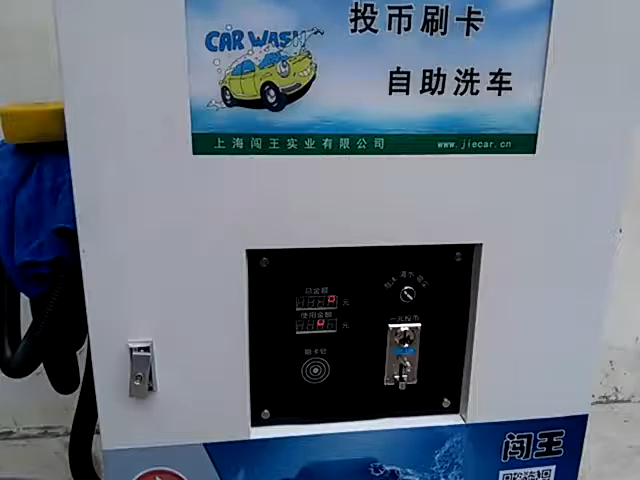 投币刷卡
CAR WASH
自助洗车
上海闯王实业有限公司
www.jiecar.cn
总金额
元
使用金额
元
一元投币
刷卡处
闯王